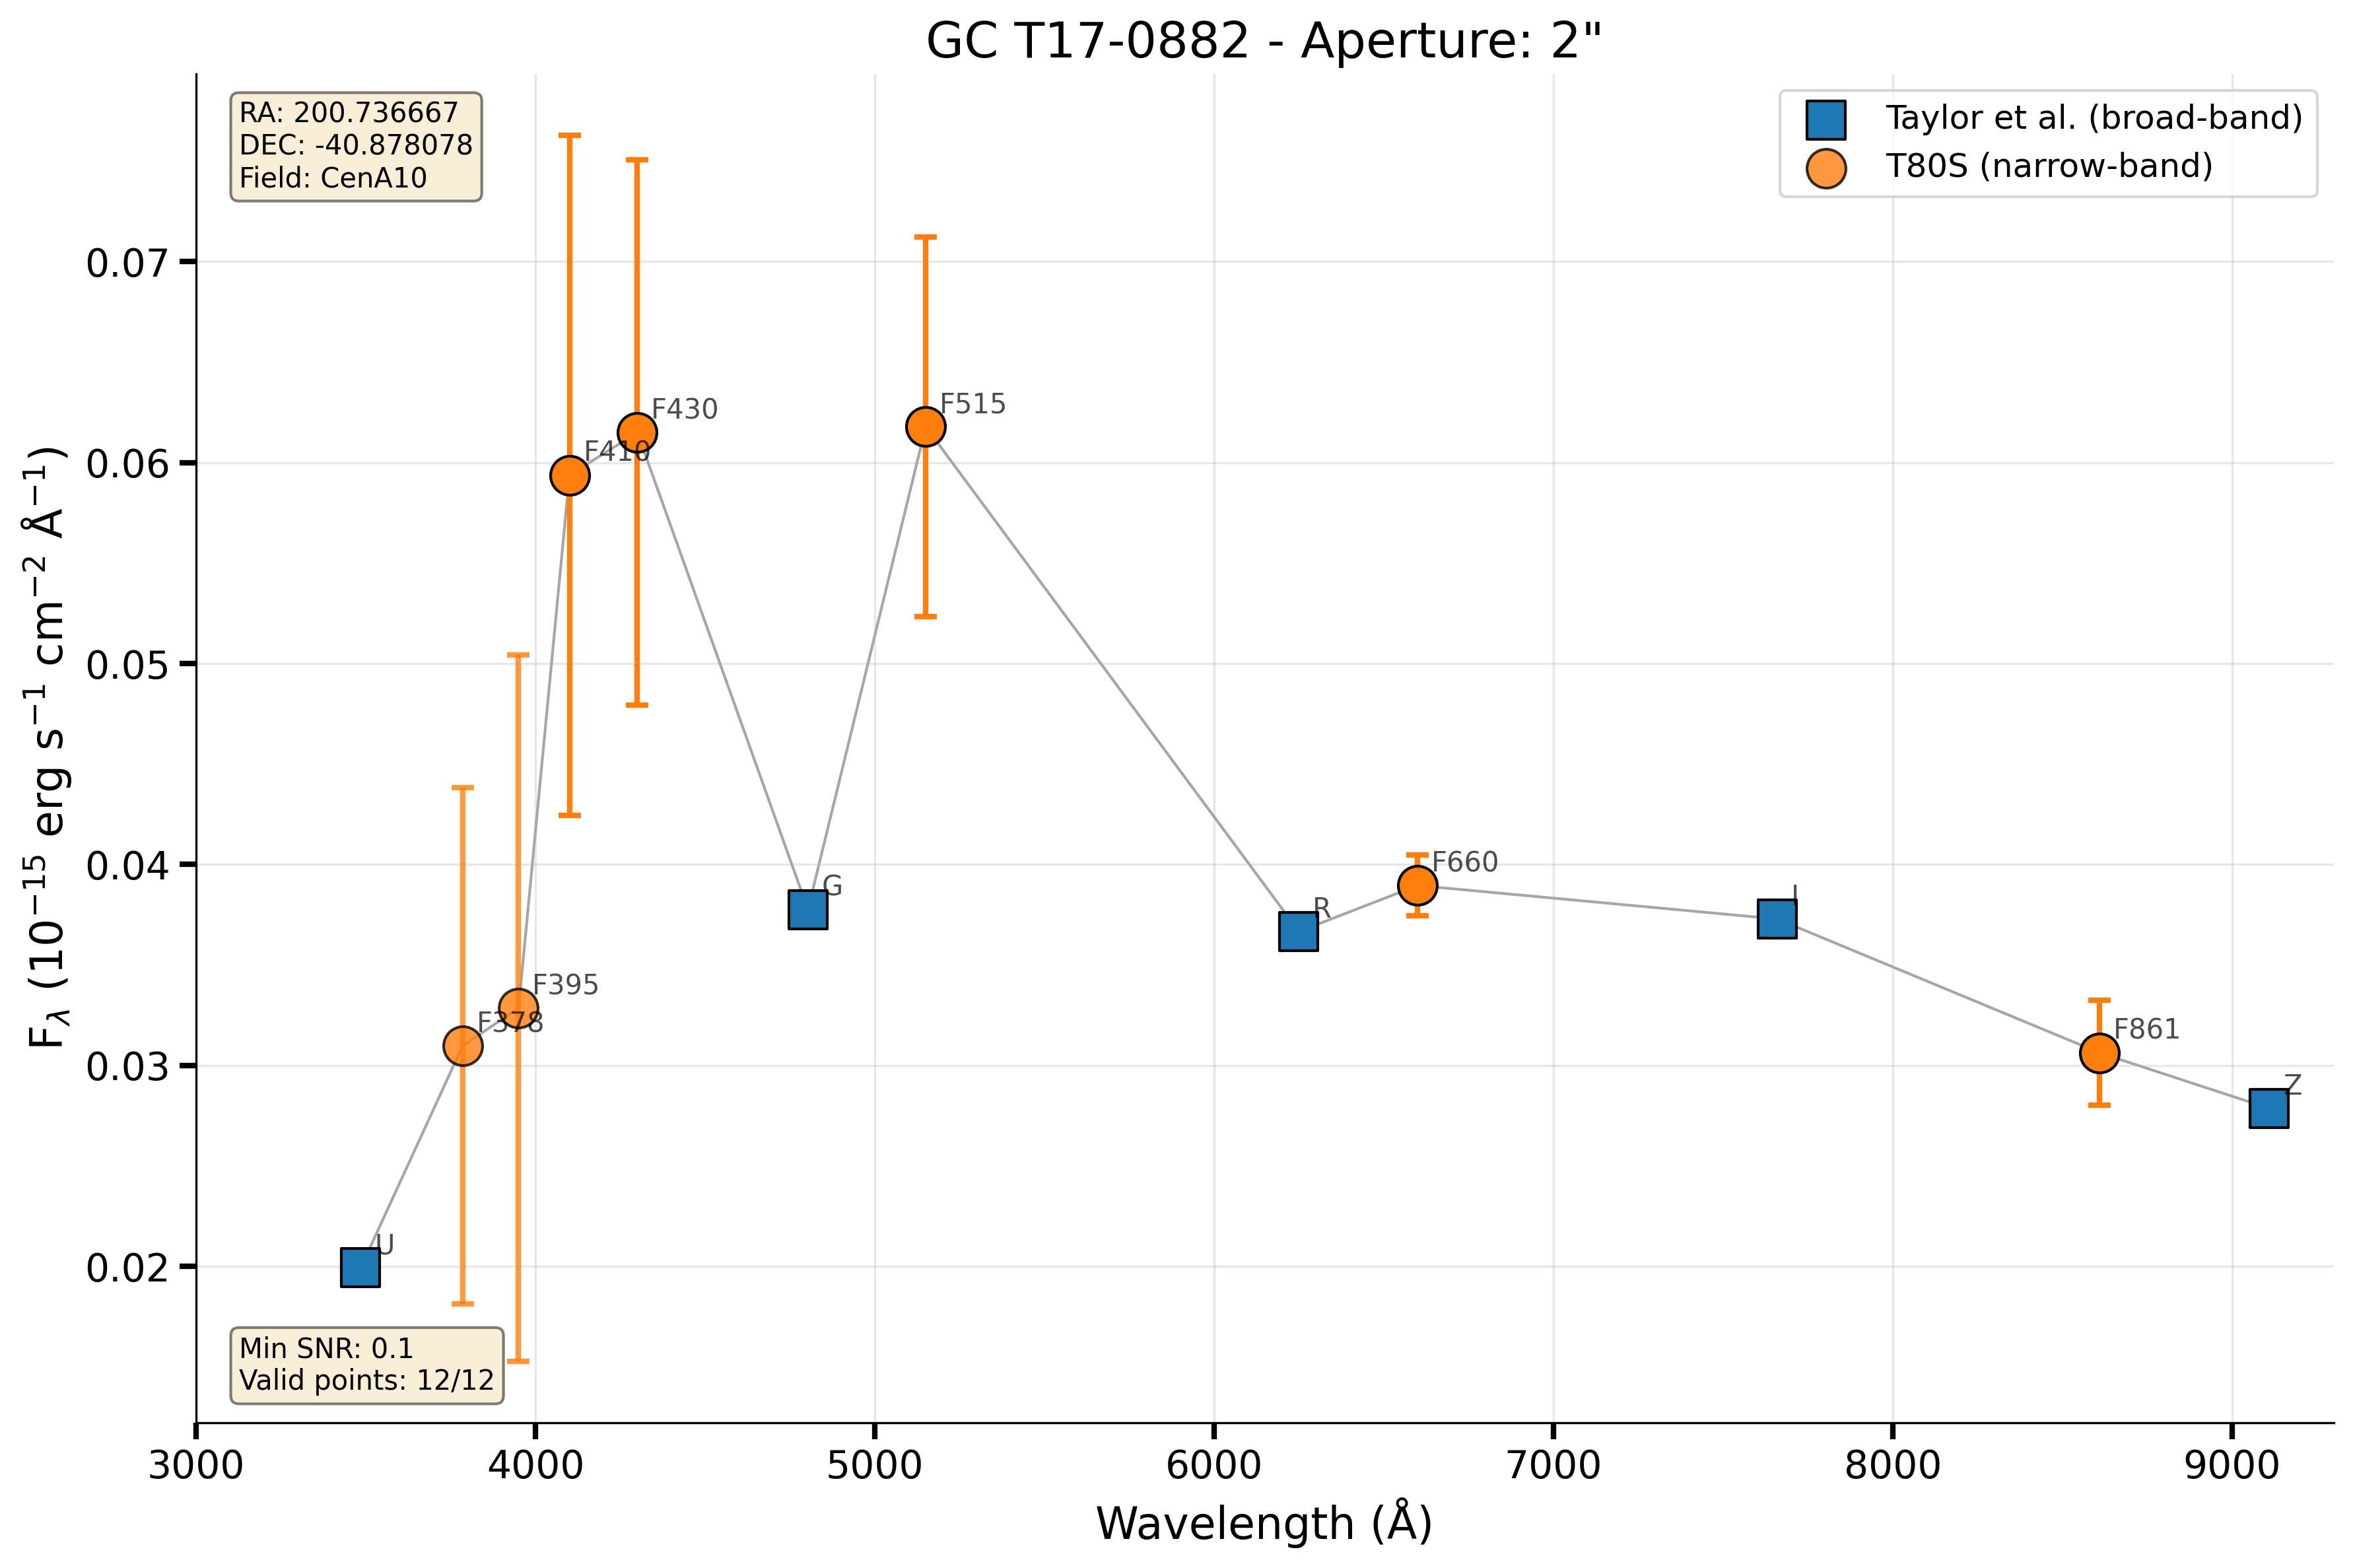 GC T17-0882 - Aperture: 2"
RA: 200.736667
DEC: -40.878078
Field: CenA10
Taylor et al. (broad-band)
T80S (narrow-band)
F_λ (10⁻¹⁵ erg s⁻¹ cm⁻² Å⁻¹)
0.07
0.06
0.05
0.04
0.03
0.02
U
F378
F395
F410
F430
G
F515
R
F660
I
F861
Z
Min SNR: 0.1
Valid points: 12/12
3000 4000 5000 6000 7000 8000 9000
Wavelength (Å)